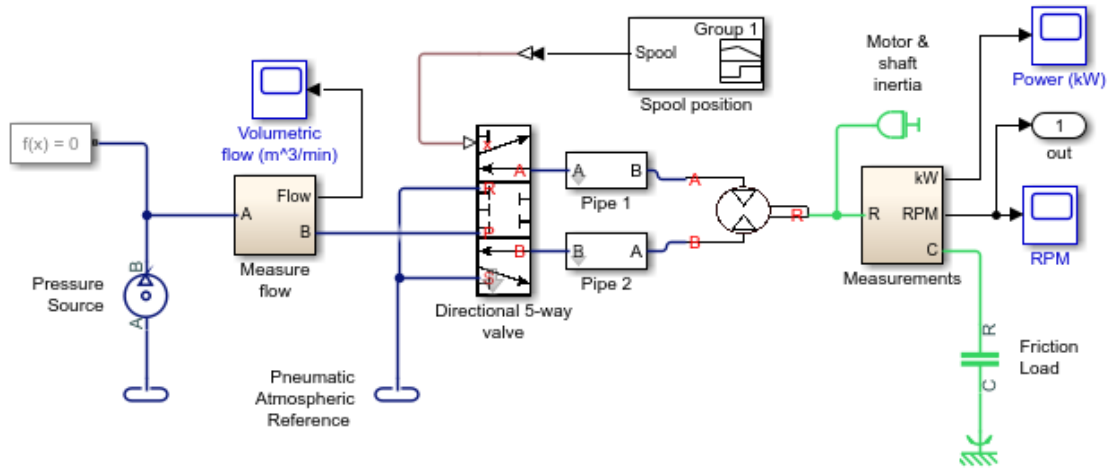 Group 1
Spool
Spool position
Motor &
shaft
inertia
Power (kW)
f(x) = 0
Volumetric
flow (m^3/min)
1
out
x
A
R
P
B
S
A
B
Pipe 1
A
B
A
Pipe 2
B
R
kW
R
RPM
C
Measurements
RPM
Flow
A
B
Measure
flow
B
A
Pressure
Source
Directional 5-way
valve
Pneumatic
Atmospheric
Reference
R
C
Friction
Load